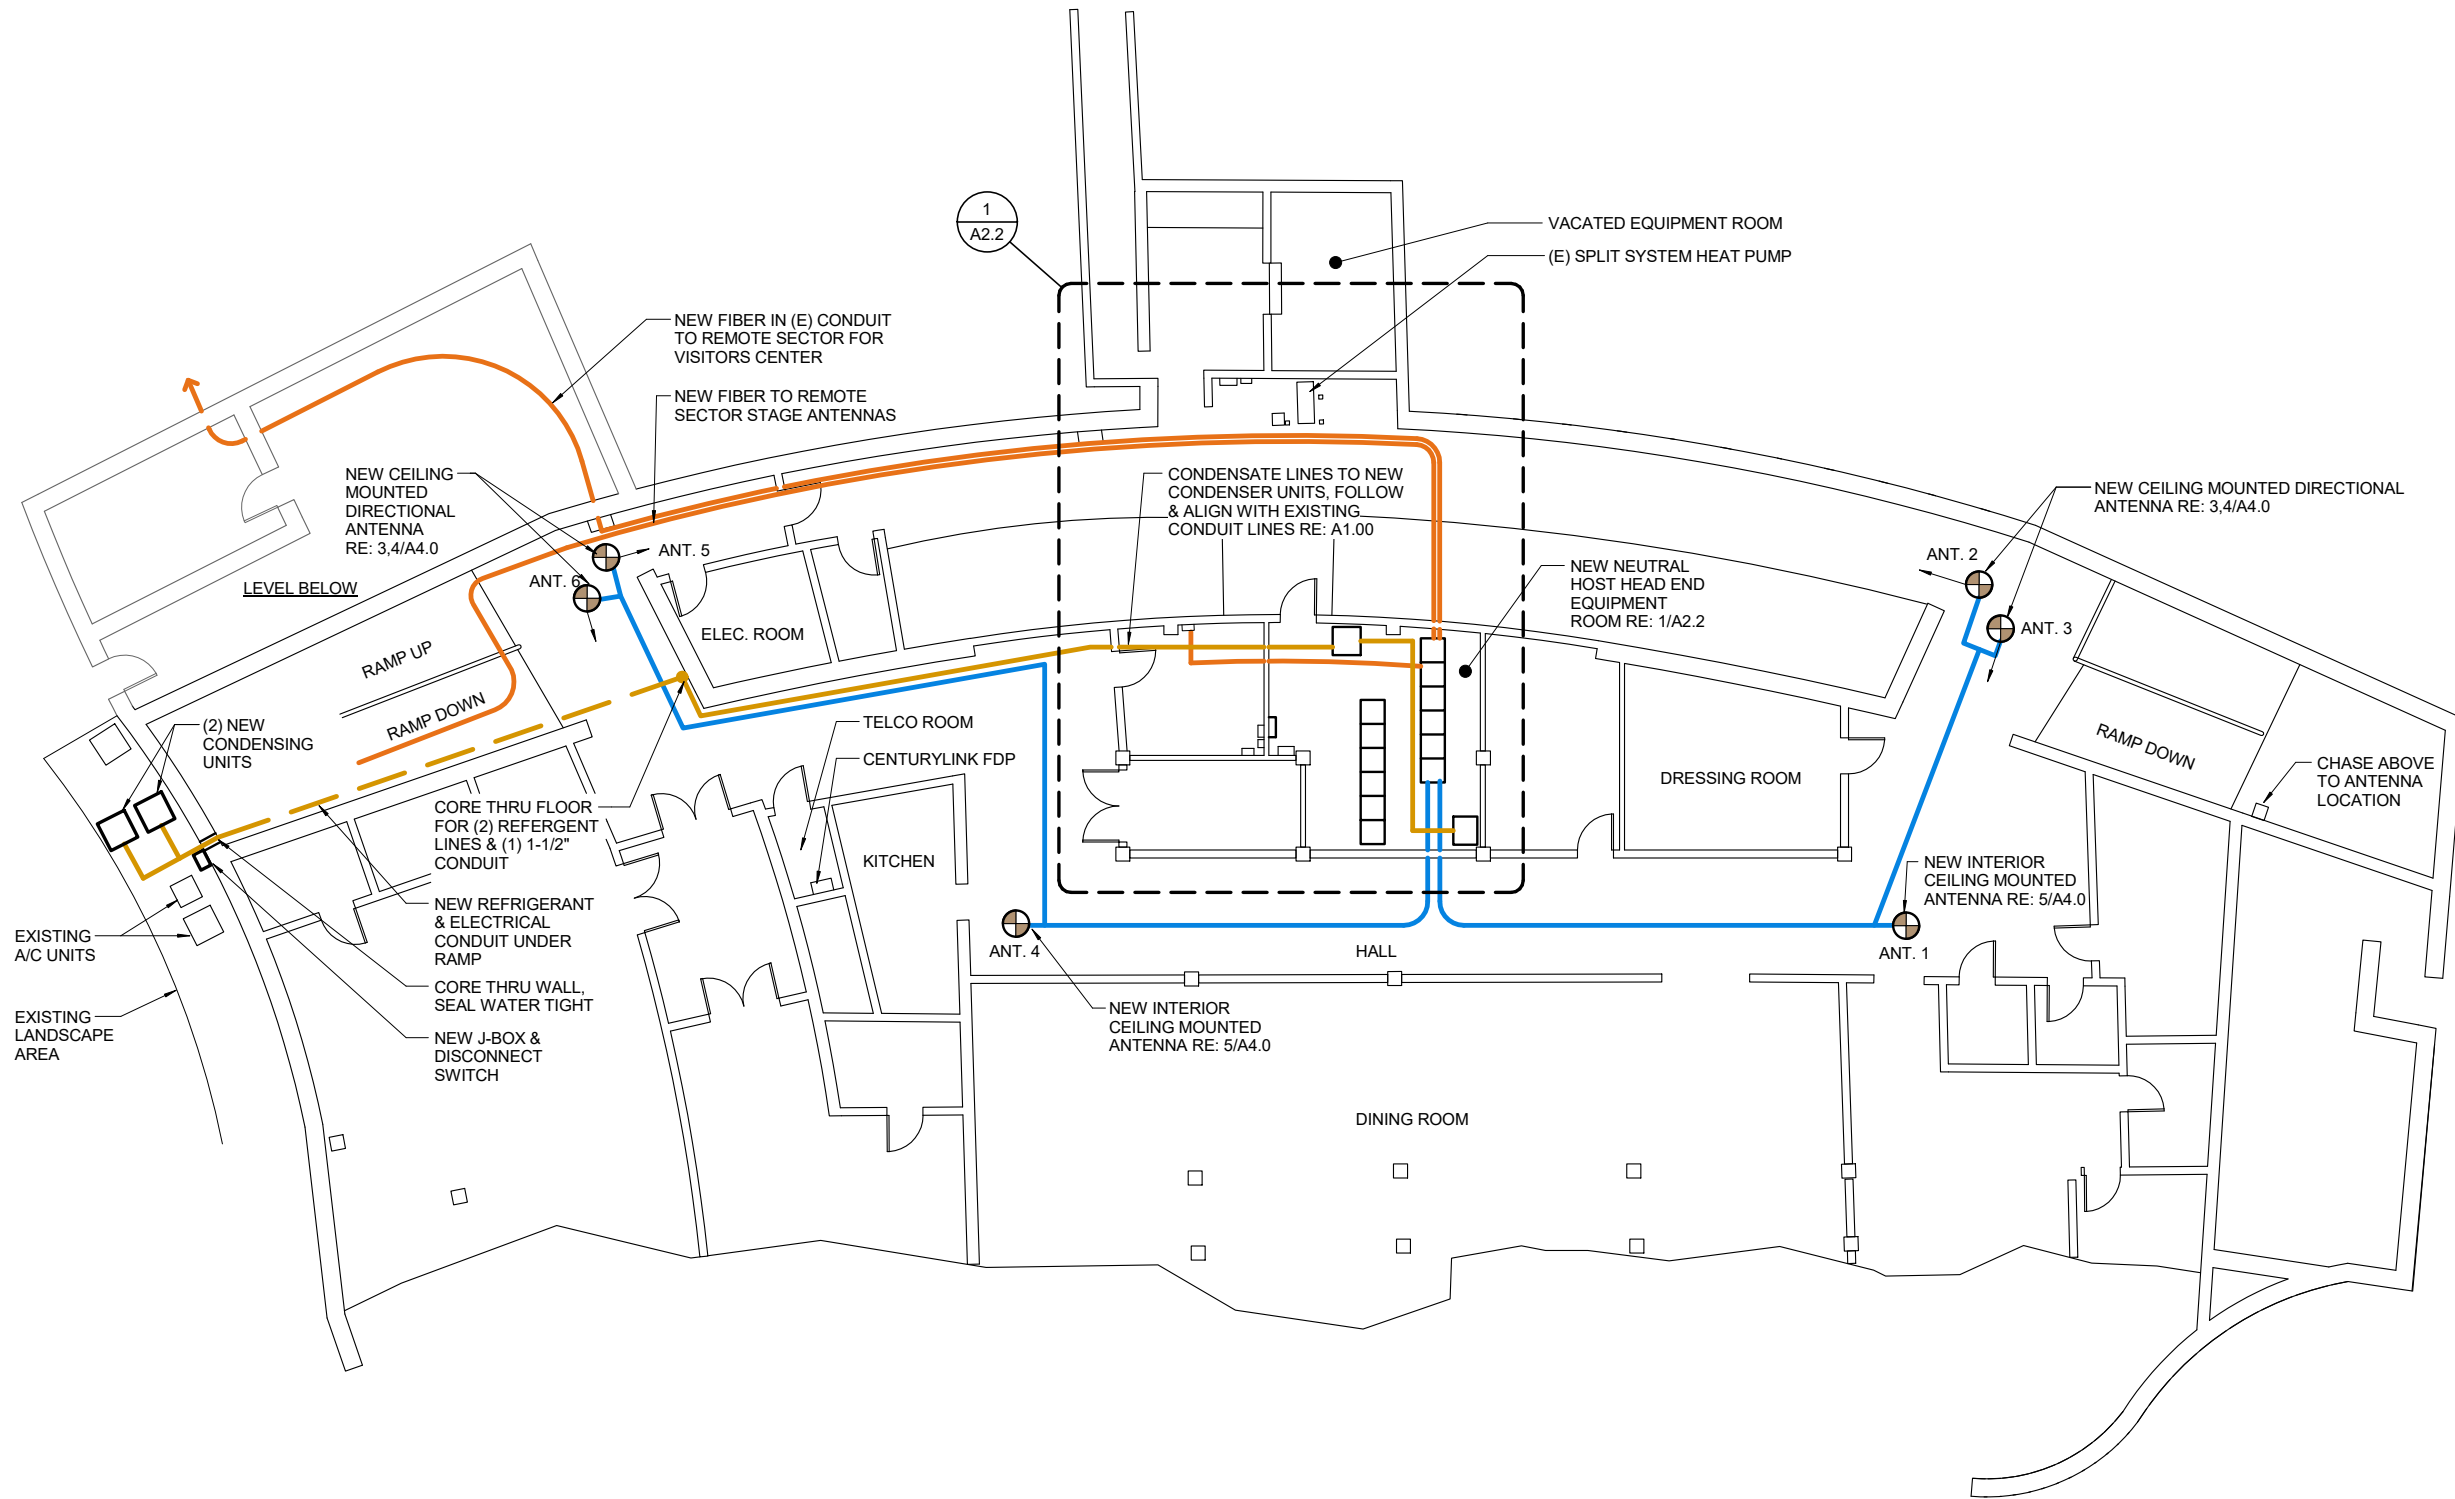 1
A2.2
VACATED EQUIPMENT ROOM
(E) SPLIT SYSTEM HEAT PUMP
NEW FIBER IN (E) CONDUIT
TO REMOTE SECTOR FOR
VISITORS CENTER
NEW FIBER TO REMOTE
SECTOR STAGE ANTENNAS
NEW CEILING
MOUNTED
DIRECTIONAL
ANTENNA
RE: 3,4/A4.0
CONDENSATE LINES TO NEW
CONDENSER UNITS, FOLLOW
& ALIGN WITH EXISTING
CONDUIT LINES RE: A1.00
NEW CEILING MOUNTED DIRECTIONAL
ANTENNA RE: 3,4/A4.0
ANT. 5
ANT. 6
ANT. 2
ANT. 3
LEVEL BELOW
NEW NEUTRAL
HOST HEAD END
EQUIPMENT
ROOM RE: 1/A2.2
ELEC. ROOM
RAMP UP
RAMP DOWN
(2) NEW
CONDENSING
UNITS
TELCO ROOM
CENTURYLINK FDP
RAMP DOWN
DRESSING ROOM
CHASE ABOVE
TO ANTENNA
LOCATION
CORE THRU FLOOR
FOR (2) REFERGENT
LINES & (1) 1-1/2"
CONDUIT
KITCHEN
NEW INTERIOR
CEILING MOUNTED
ANTENNA RE: 5/A4.0
NEW REFRIGERANT
& ELECTRICAL
CONDUIT UNDER
RAMP
EXISTING
A/C UNITS
ANT. 4
HALL
ANT. 1
CORE THRU WALL,
SEAL WATER TIGHT
EXISTING
LANDSCAPE
AREA
NEW INTERIOR
CEILING MOUNTED
ANTENNA RE: 5/A4.0
NEW J-BOX &
DISCONNECT
SWITCH
DINING ROOM